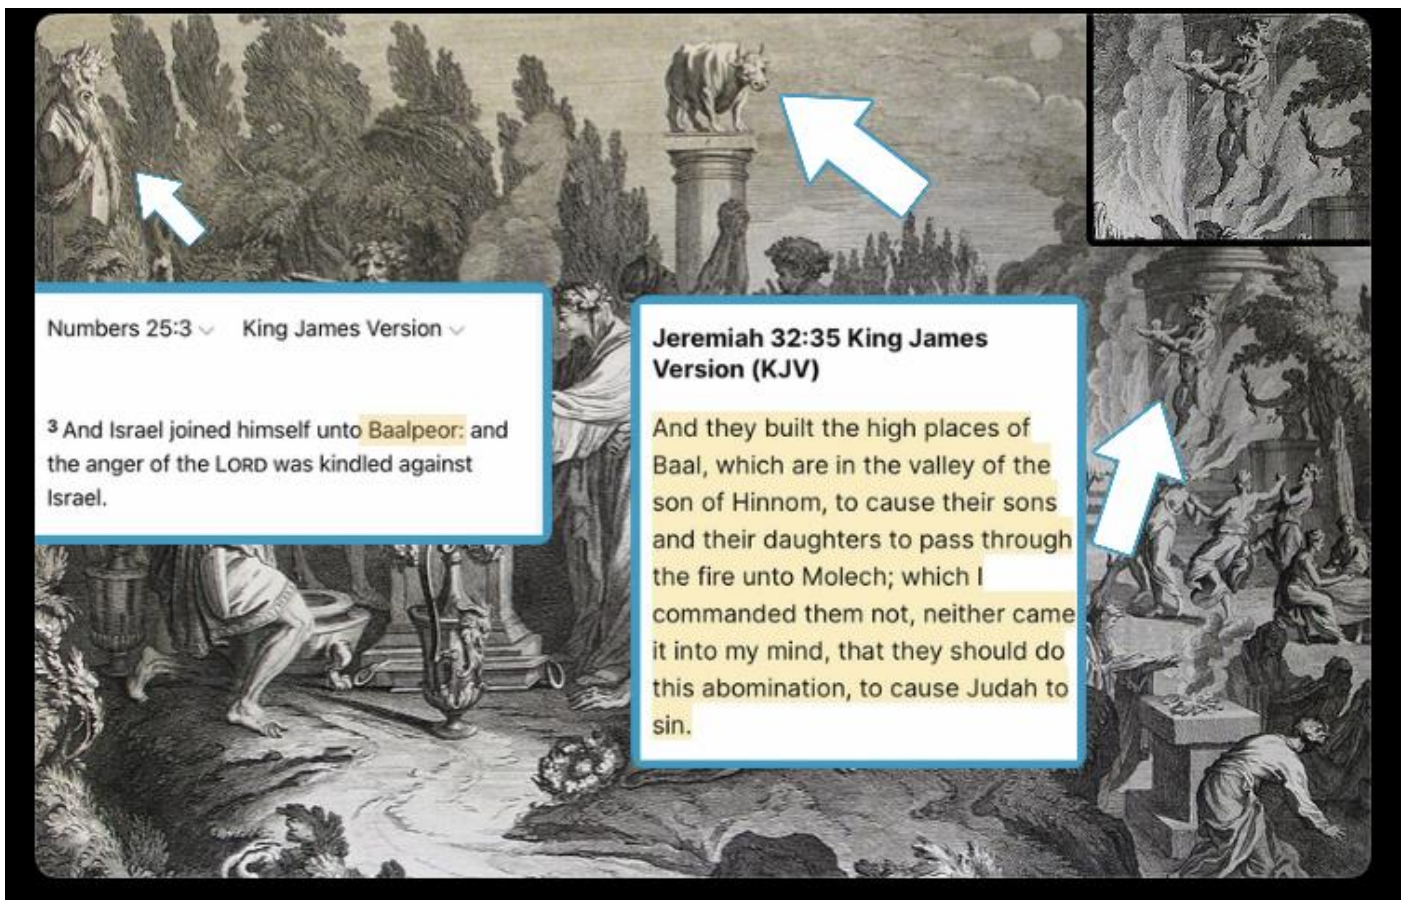 Numbers 25:3 King James Version
3 And Israel joined himself unto Baalpeor: and
the anger of the LORD was kindled against
Israel.
Jeremiah 32:35 King James
Version (KJV)
And they built the high places of
Baal, which are in the valley of the
son of Hinnom, to cause their sons
and their daughters to pass through
the fire unto Molech; which I
commanded them not, neither came
it into my mind, that they should do
this abomination, to cause Judah to
sin.